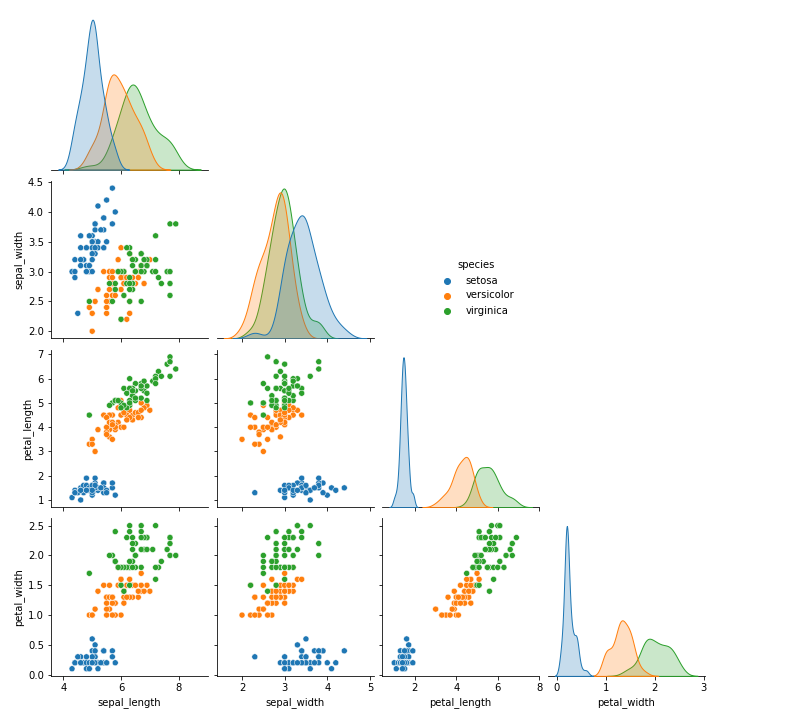 4.5
4.0
3.5
3.0
2.5
2.0
sepal_width
species
setosa
versicolor
virginica
7
6
5
4
3
2
1
petal_length
2.5
2.0
1.5
1.0
0.5
0.0
petal_width
4 6 8
sepal_length
2 3 4 5
sepal_width
2 4 6 8
petal_length
0 1 2 3
petal_width